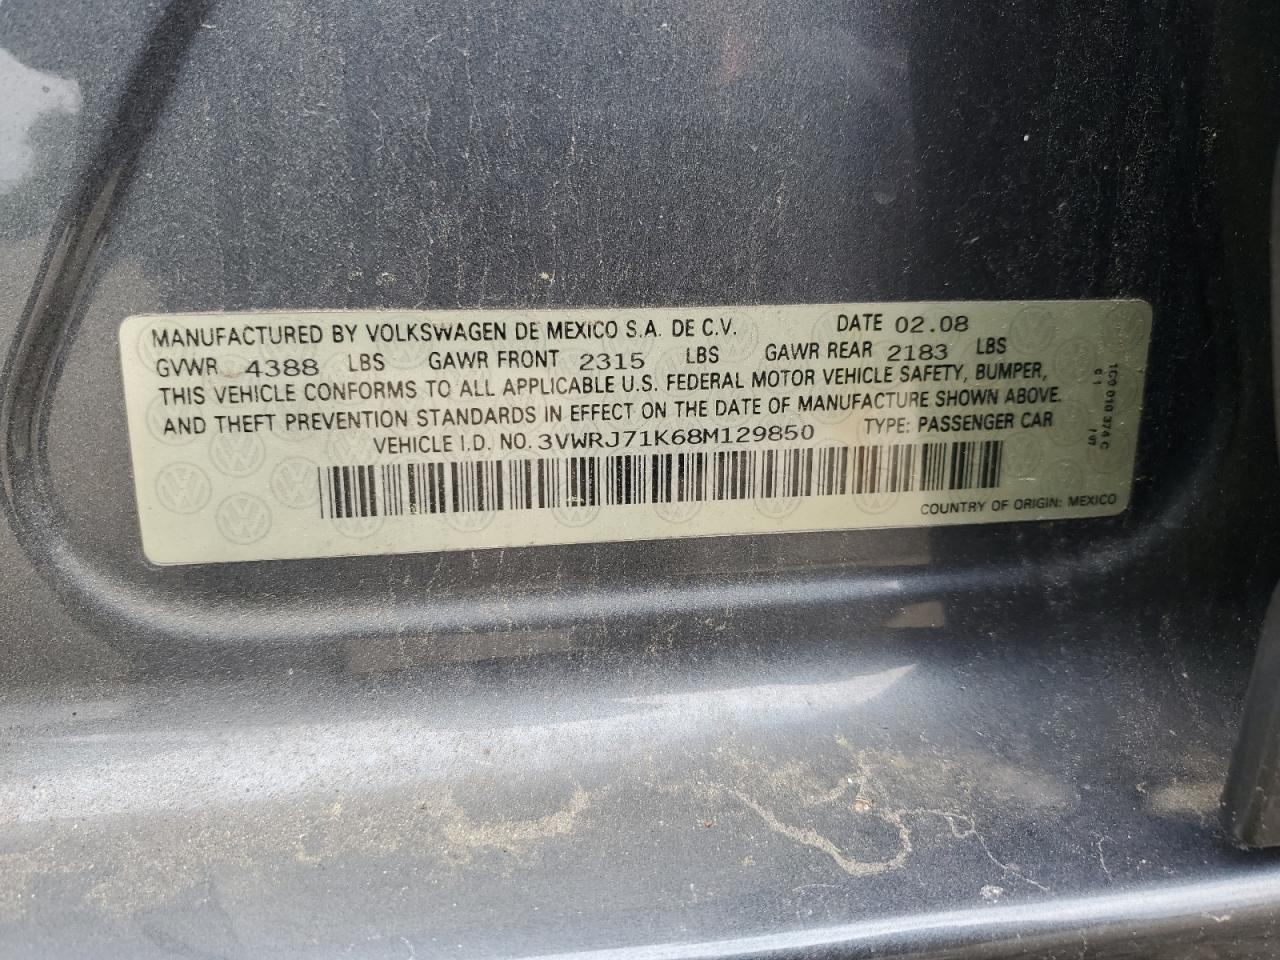 MANUFACTURED BY VOLKSWAGEN DE MEXICO S.A. DE C.V. DATE 02.08
GVWR 4388 LBS GAWR FRONT 2315 LBS GAWR REAR 2183 LBS
THIS VEHICLE CONFORMS TO ALL APPLICABLE U.S. FEDERAL MOTOR VEHICLE SAFETY, BUMPER,
AND THEFT PREVENTION STANDARDS IN EFFECT ON THE DATE OF MANUFACTURE SHOWN ABOVE.
VEHICLE I.D. NO. 3VWRJ71K68M129850 TYPE: PASSENGER CAR
COUNTRY OF ORIGIN: MEXICO